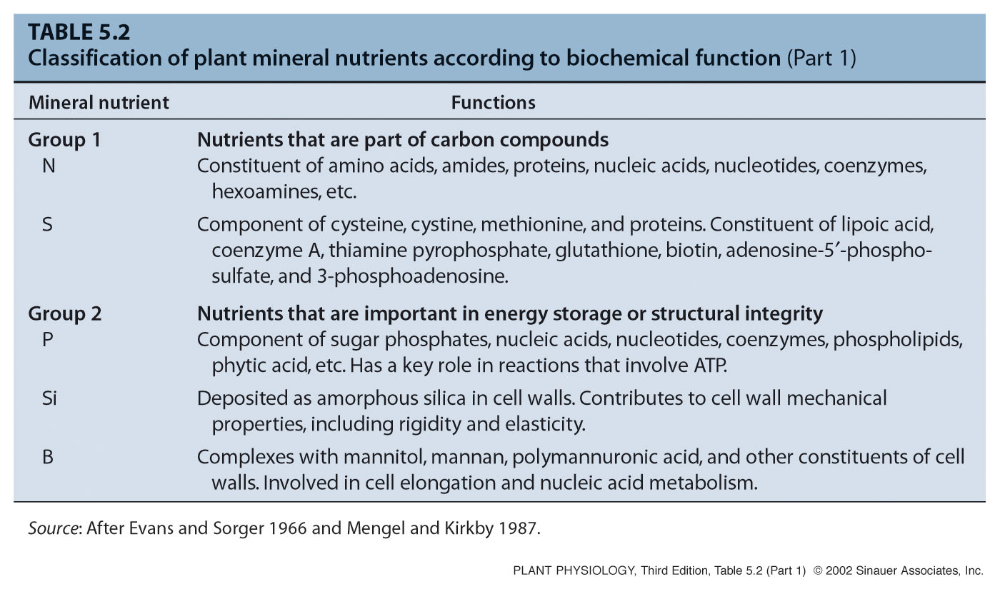 TABLE 5.2
Classification of plant mineral nutrients according to biochemical function (Part 1)
Mineral nutrient Functions
Group 1 Nutrients that are part of carbon compounds
N Constituent of amino acids, amides, proteins, nucleic acids, nucleotides, coenzymes,
hexoamines, etc.
S Component of cysteine, cystine, methionine, and proteins. Constituent of lipoic acid,
coenzyme A, thiamine pyrophosphate, glutathione, biotin, adenosine-5′-phospho-
sulfate, and 3-phosphoadenosine.
Group 2 Nutrients that are important in energy storage or structural integrity
P Component of sugar phosphates, nucleic acids, nucleotides, coenzymes, phospholipids,
phytic acid, etc. Has a key role in reactions that involve ATP.
Si Deposited as amorphous silica in cell walls. Contributes to cell wall mechanical
properties, including rigidity and elasticity.
B Complexes with mannitol, mannan, polymannuronic acid, and other constituents of cell
walls. Involved in cell elongation and nucleic acid metabolism.
Source: After Evans and Sorger 1966 and Mengel and Kirkby 1987.
PLANT PHYSIOLOGY, Third Edition, Table 5.2 (Part 1) © 2002 Sinauer Associates, Inc.